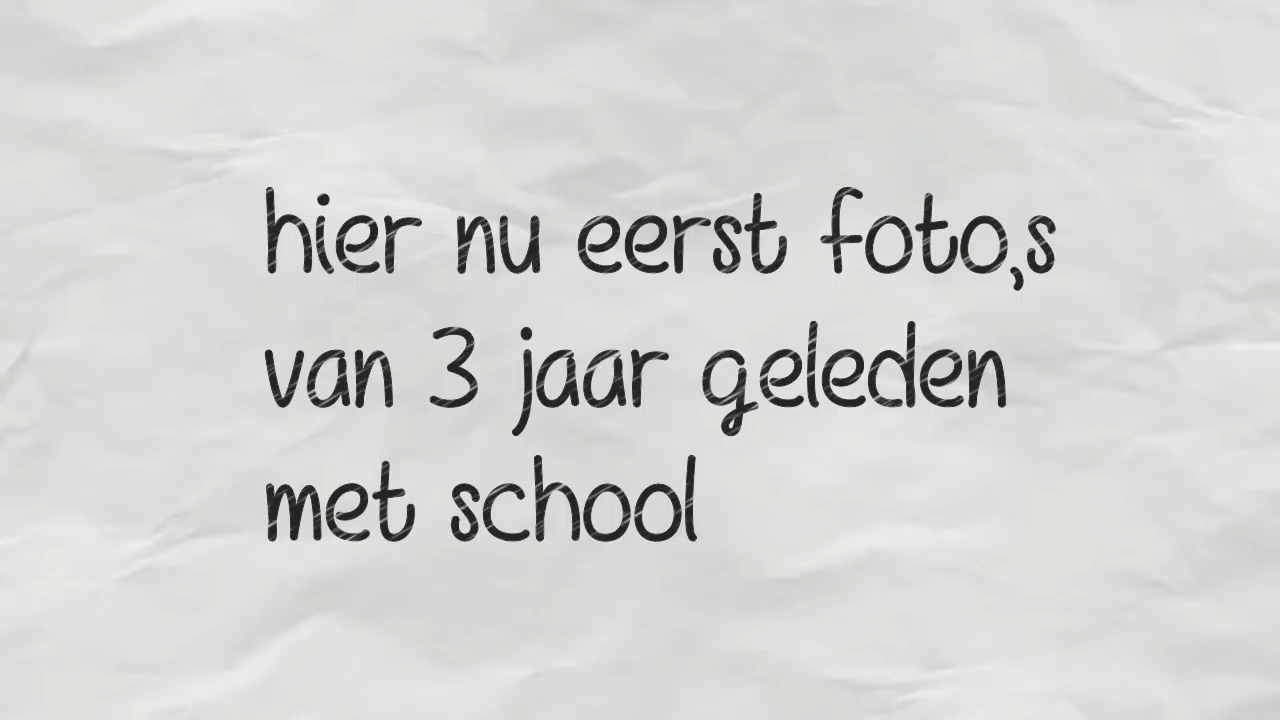 hier nu eerst foto,s
van 3 jaar geleden
met school